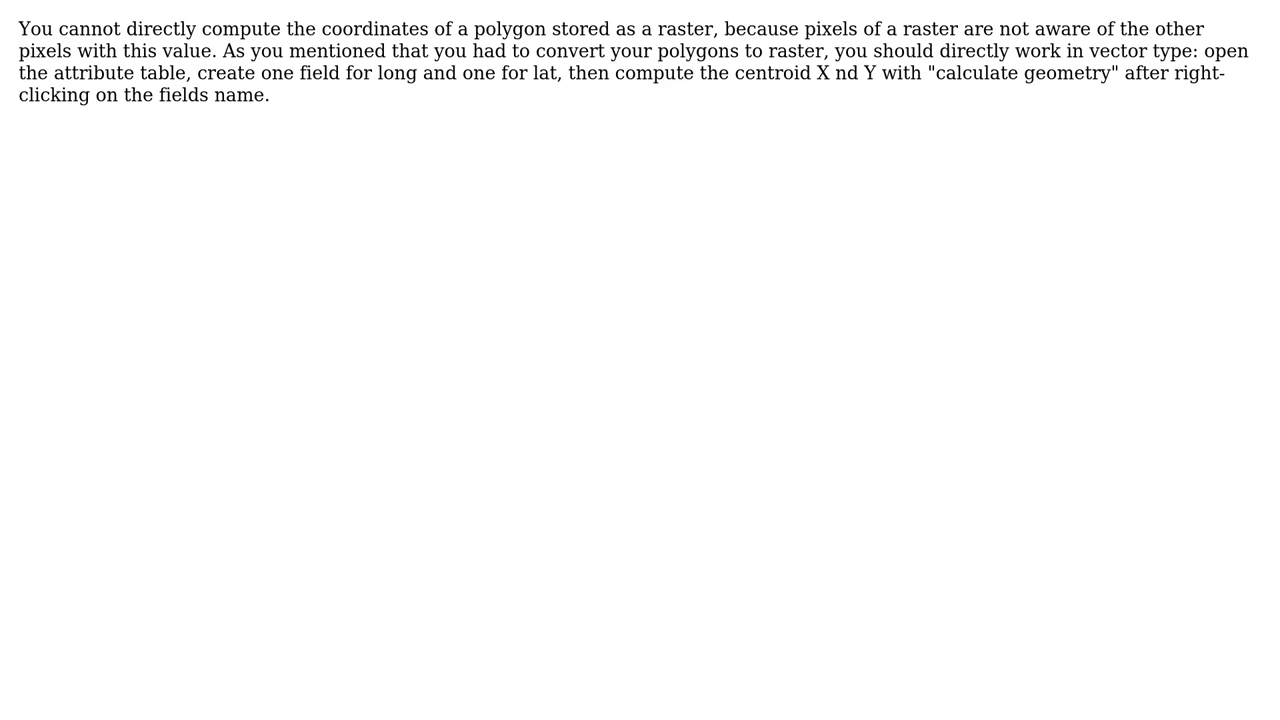 You cannot directly compute the coordinates of a polygon stored as a raster, because pixels of a raster are not aware of the other
pixels with this value. As you mentioned that you had to convert your polygons to raster, you should directly work in vector type: open
the attribute table, create one field for long and one for lat, then compute the centroid X nd Y with "calculate geometry" after right-
clicking on the fields name.